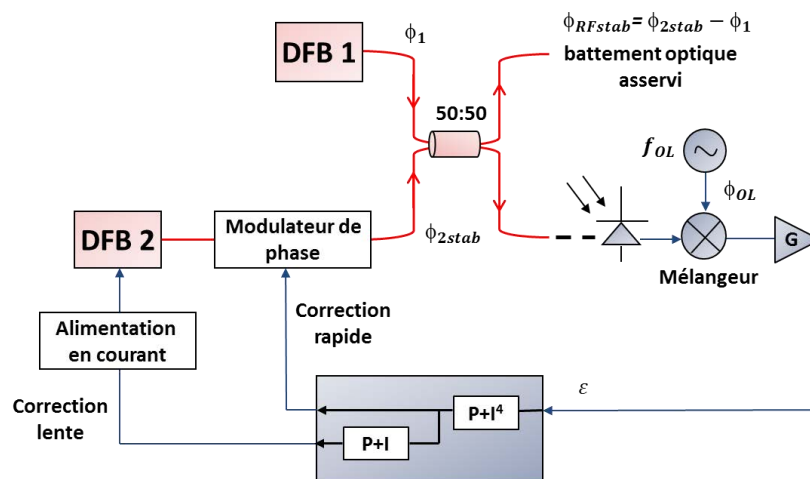 ϕ1
ϕRFstab= ϕ2stab − ϕ1
battement optique
asservi
DFB 1
50:50
fOL
ϕOL
DFB 2
Modulateur de
phase
ϕ2stab
G
Mélangeur
Alimentation
en courant
Correction
rapide
ε
Correction
lente
P+I⁴
P+I